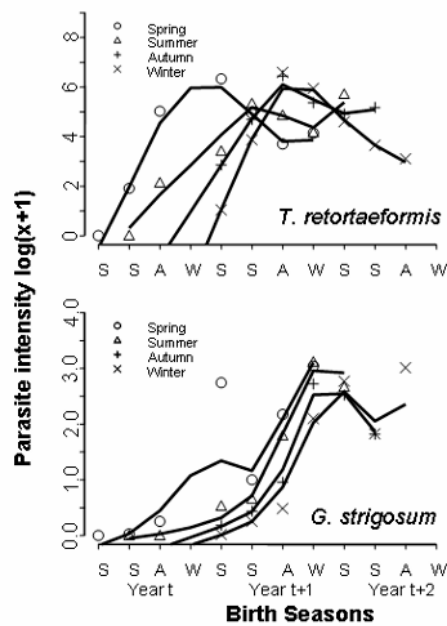 Parasite intensity log(x+1)
8
6
4
2
0
Spring
Summer
Autumn
Winter
T. retortaeformis
S S A W S S A W S S A W
4.0
3.0
2.0
1.0
0.0
Spring
Summer
Autumn
Winter
G. strigosum
S S A W S S A W S S A W
Year t Year t+1 Year t+2
Birth Seasons